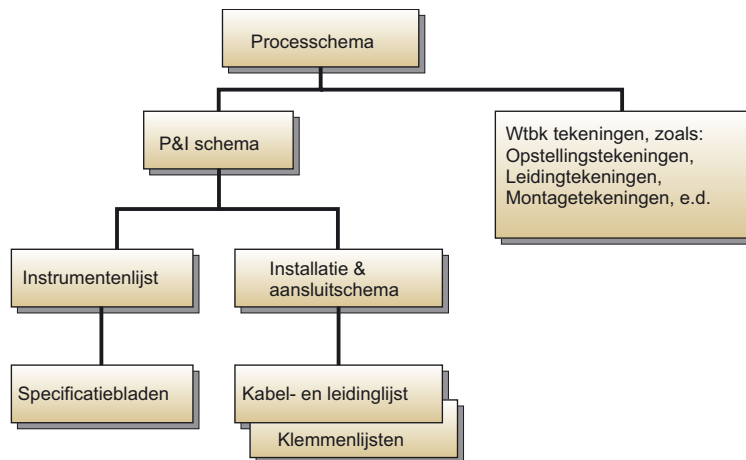 Processchema
P&I schema
Wtbk tekeningen, zoals:
Opstellingstekeningen,
Leidingtekeningen,
Montagetekeningen, e.d.
Instrumentenlijst
Installatie &
aansluitschema
Specificatiebladen
Kabel- en leidinglijst
Klemmenlijsten